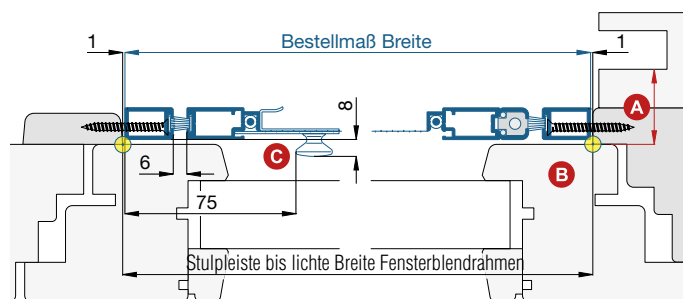 1
Bestellmaß Breite
1
8
A
C
6
B
75
Stulpleiste bis lichte Breite Fensterblendrahmen